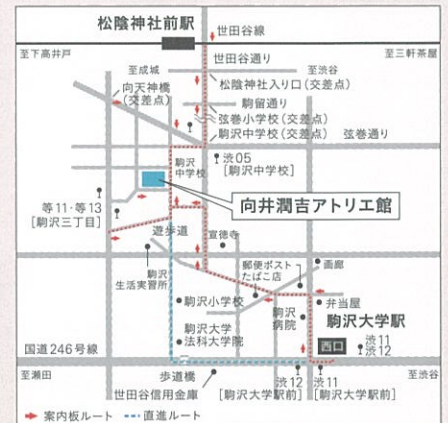 松陰神社前駅
世田谷線
至下高井戸
世田谷通り
至三軒茶屋
至成城
至渋谷
向天神橋
(交差点)
松陰神社入り口(交差点)
駒留通り
弦巻小学校(交差点)
駒沢中学校(交差点)
弦巻通り
駒沢
中学校
渋05
[駒沢中学校]
等11・等13
[駒沢三丁目]
向井潤吉アトリエ館
遊歩道
宣徳寺
駒沢
生活実習所
郵便ポスト
たばこ店
画廊
駒沢小学校
弁当屋
駒沢
病院
駒沢大学駅
駒沢大学
法科大学院
西口
渋11
渋12
国道246号線
至瀬田
歩道橋
世田谷信用金庫
渋12
[駒沢大学駅前]
渋11
[駒沢大学駅前]
至渋谷
案内板ルート
直進ルート